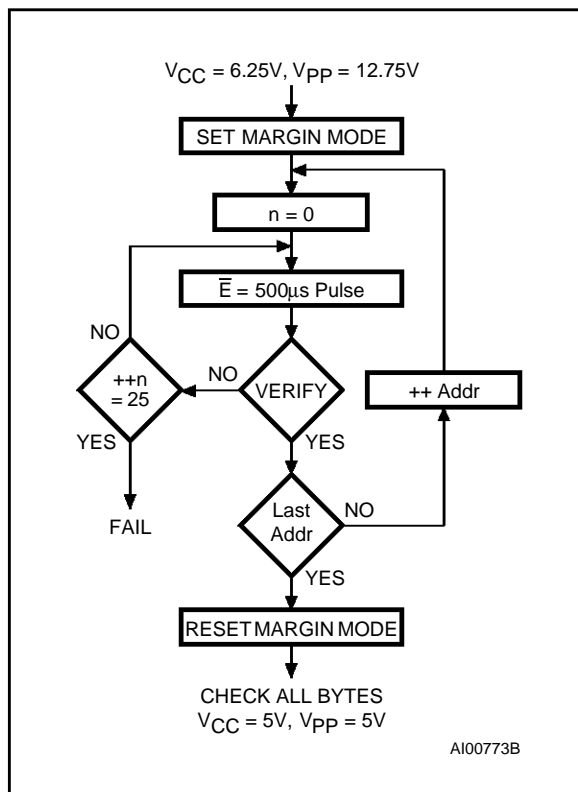 VCC = 6.25V, VPP = 12.75V
SET MARGIN MODE
n = 0
E̅ = 500μs Pulse
NO
++n
= 25
NO
VERIFY
++ Addr
YES
YES
FAIL
Last
Addr
NO
YES
RESET MARGIN MODE
CHECK ALL BYTES
VCC = 5V, VPP = 5V
AI00773B